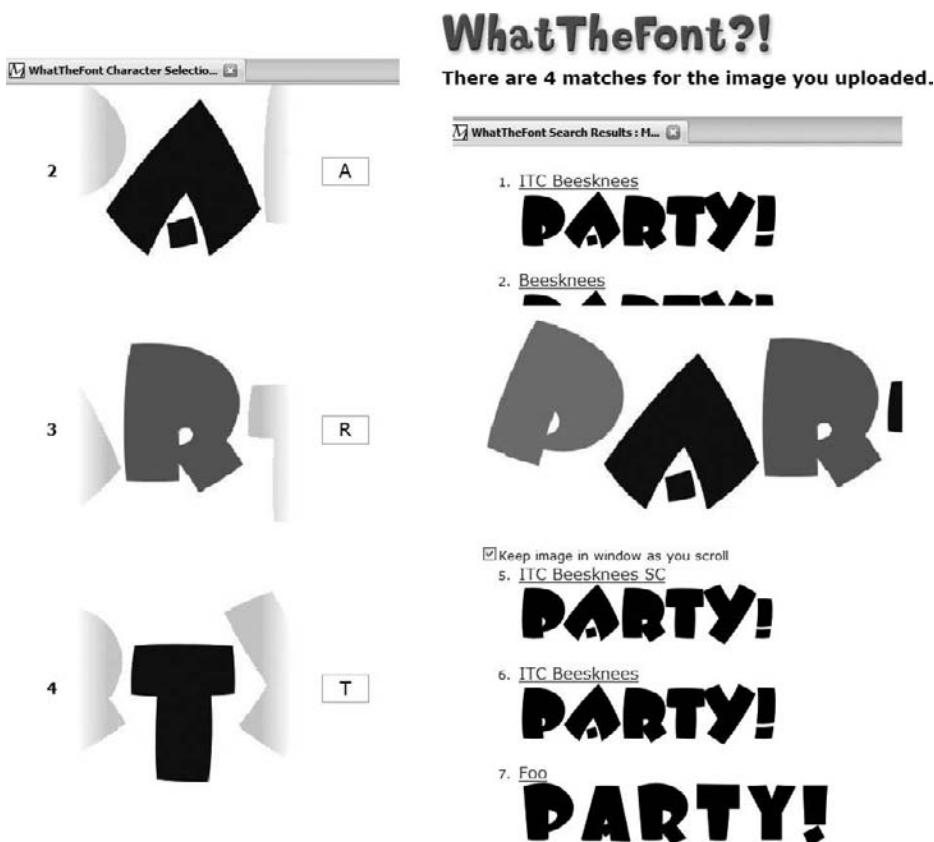 WhatTheFont Character Selectio...
2
A
A
3
R
R
4
T
T
WhatTheFont?!
There are 4 matches for the image you uploaded.
WhatTheFont Search Results : M...
1. ITC Beesknees
PARTY!
2. Beesknees
PAR
Keep image in window as you scroll
5. ITC Beesknees SC
PARTY!
6. ITC Beesknees
PARTY!
7. Foo
PARTY!